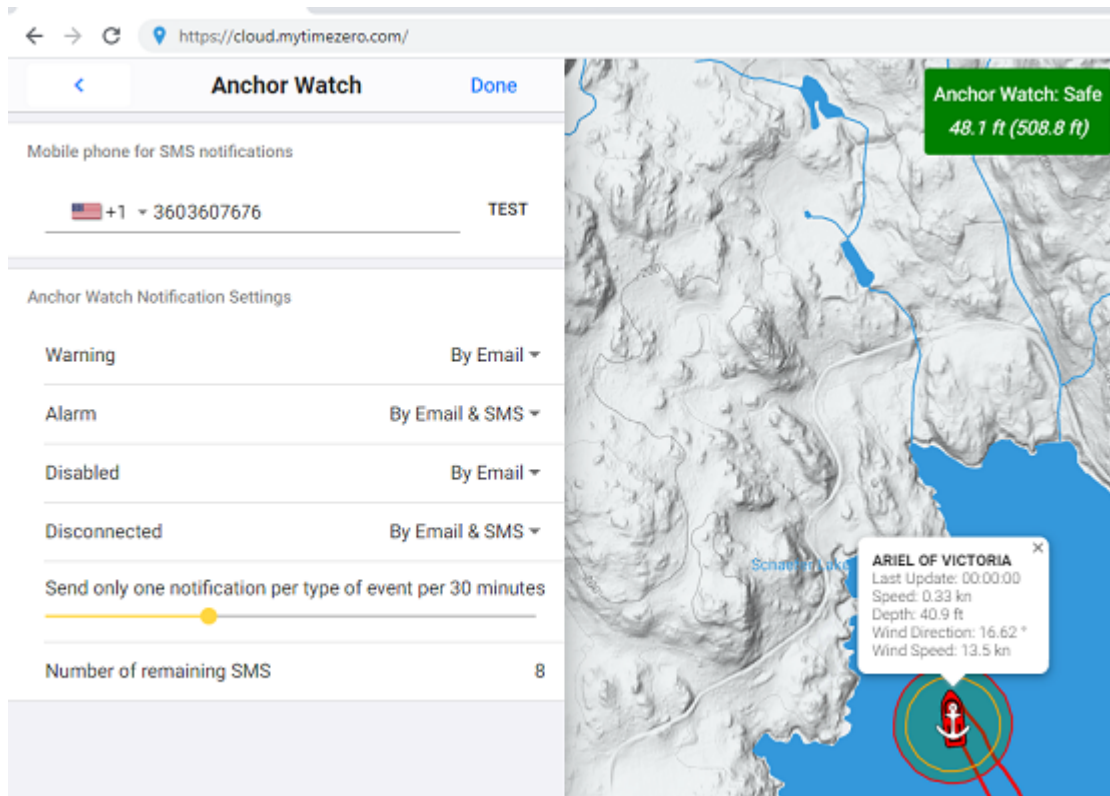 https://cloud.mytimezero.com/
Anchor Watch
Done
Mobile phone for SMS notifications
+1 3603607676
TEST
Anchor Watch Notification Settings
Warning By Email
Alarm By Email & SMS
Disabled By Email
Disconnected By Email & SMS
Send only one notification per type of event per 30 minutes
Number of remaining SMS 8
Anchor Watch: Safe
48.1 ft (508.8 ft)
200
ARIEL OF VICTORIA
Last Update: 00:00:00
Speed: 0.33 kn
Depth: 40.9 ft
Wind Direction: 16.62 °
Wind Speed: 13.5 kn